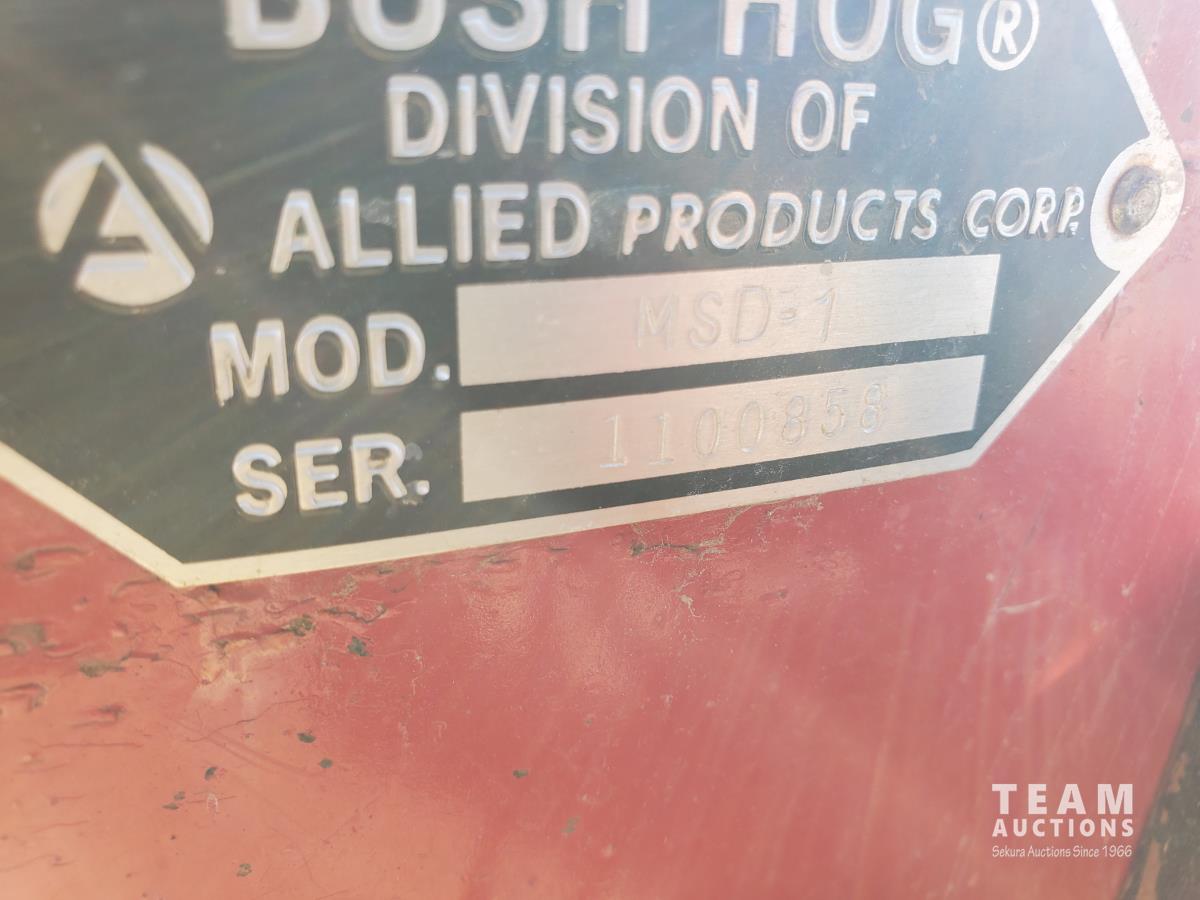 BUSH HOG®
DIVISION OF
ALLIED PRODUCTS CORP.
MOD. MSD-1
SER. 1100858
TEAM
AUCTIONS
Sekura Auctions Since 1966